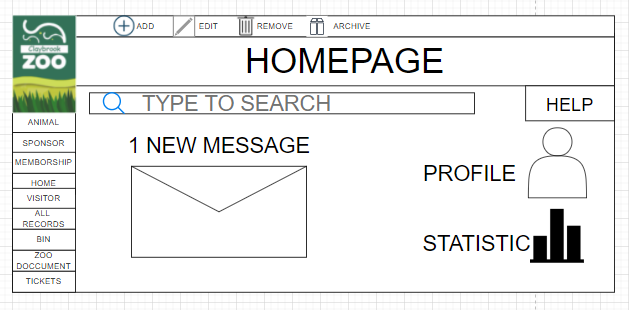 ADD EDIT REMOVE ARCHIVE
Claybrook
ZOO
HOMEPAGE
TYPE TO SEARCH
HELP
ANIMAL
SPONSOR
MEMBORSHIP
HOME
VISITOR
ALL
RECORDS
BIN
ZOO
DOCCUMENT
TICKETS
1 NEW MESSAGE
PROFILE
STATISTIC